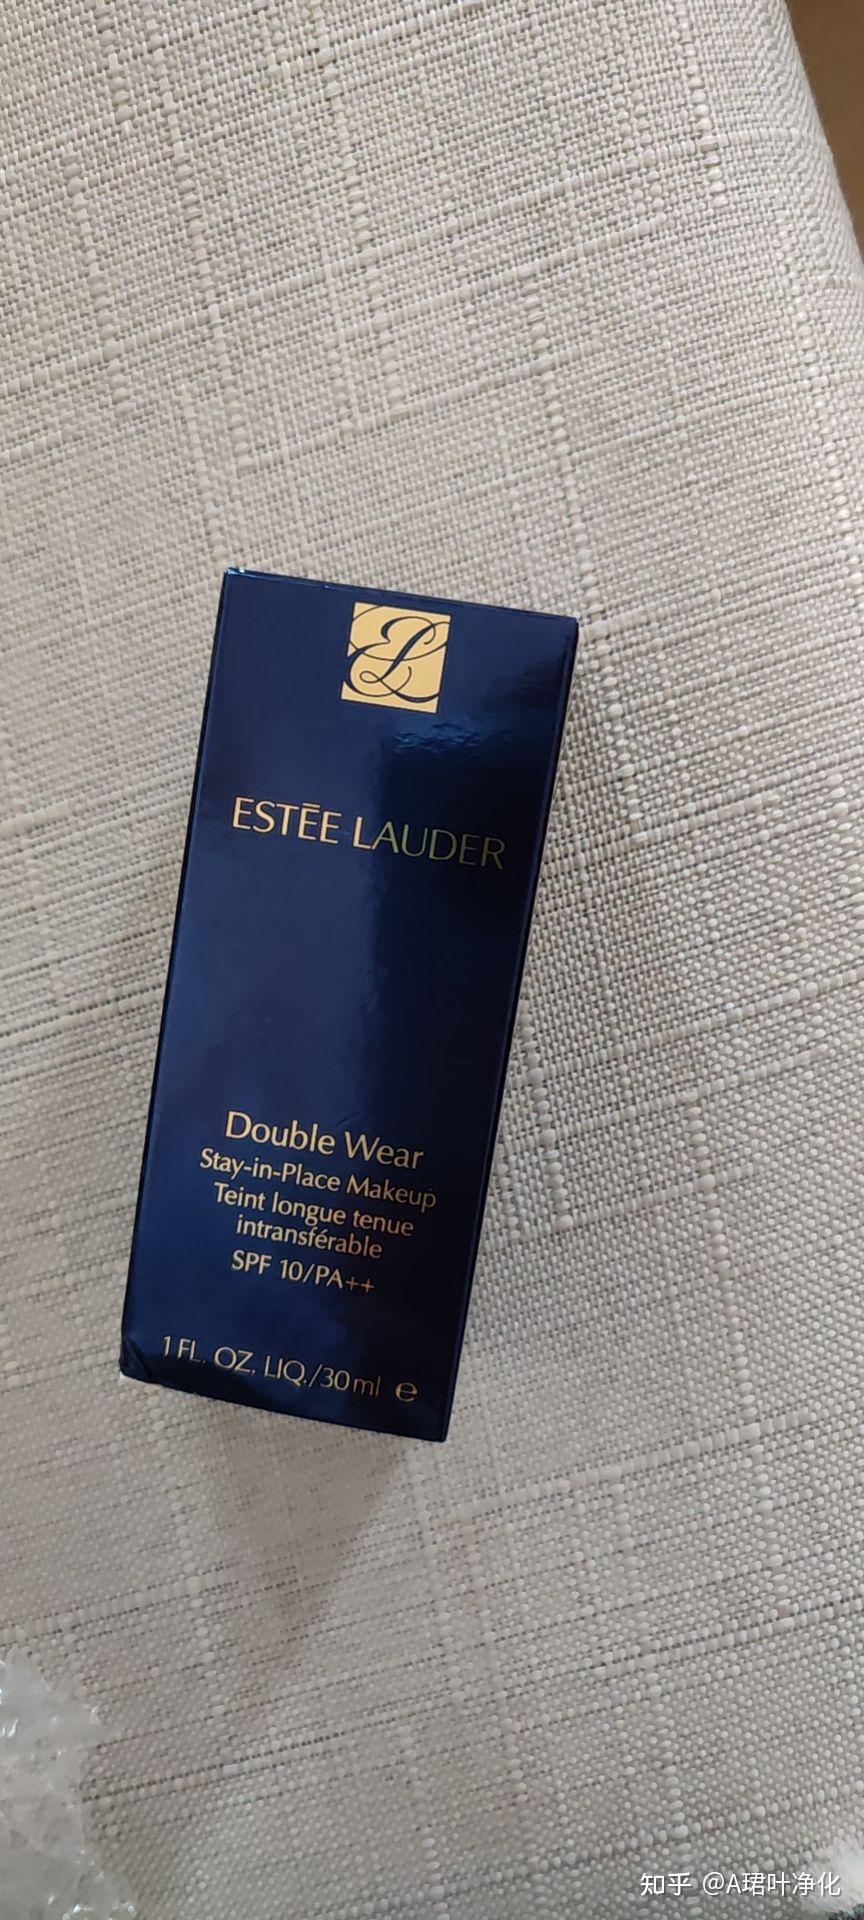 ESTĒE LAUDER
Double Wear
Stay-in-Place Makeup
Teint longue tenue
intransférable
SPF 10/PA++
1 FL. OZ. LIQ./30ml ℮
知乎 @A珺叶净化